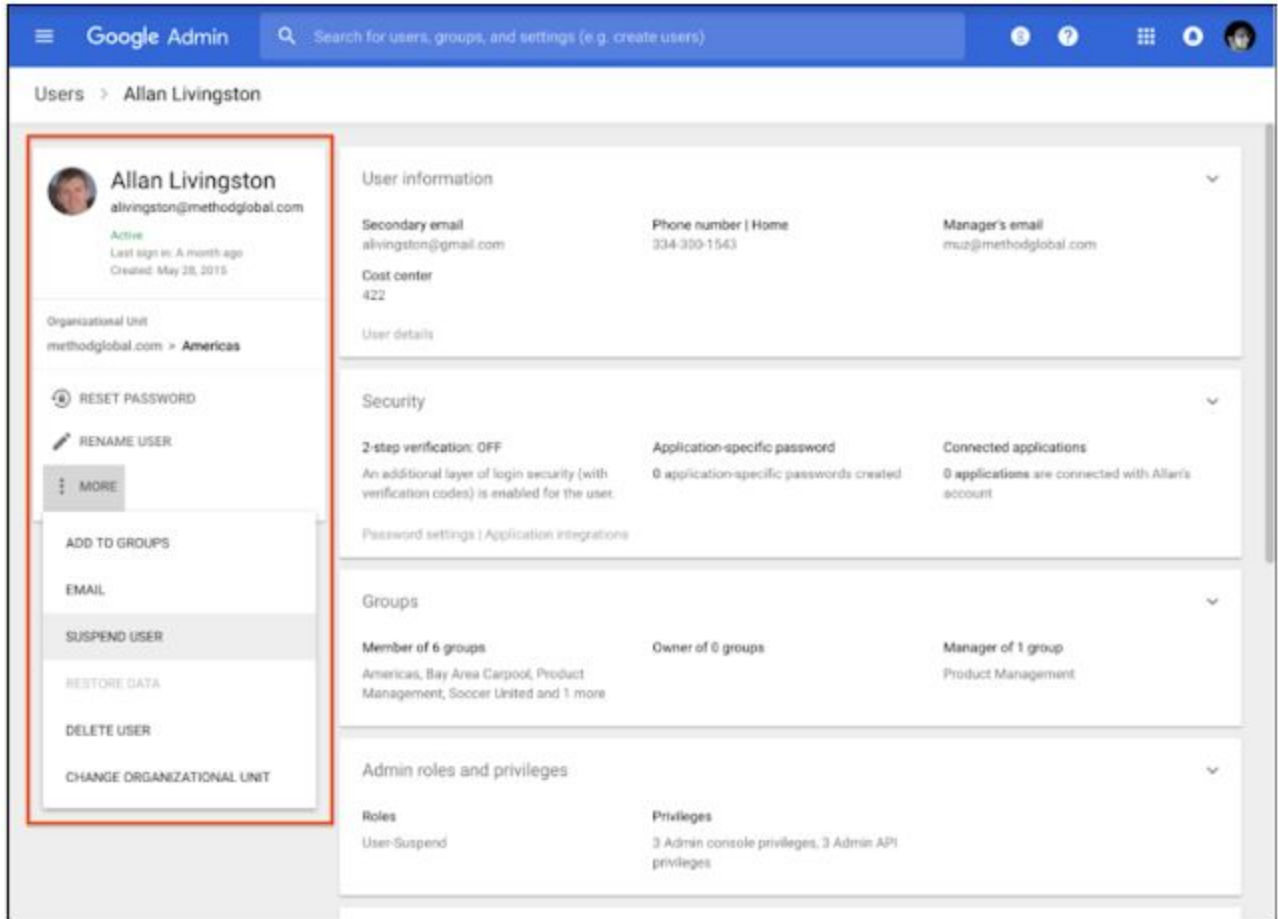 Google Admin
Search for users, groups, and settings (e.g. create users)
Users > Allan Livingston
Allan Livingston
alivingston@methodglobal.com
Active
Last sign in: A month ago
Created: May 28, 2015
Organizational Unit
methodglobal.com > Americas
RESET PASSWORD
RENAME USER
MORE
ADD TO GROUPS
EMAIL
SUSPEND USER
RESTORE DATA
DELETE USER
CHANGE ORGANIZATIONAL UNIT
User information
Secondary email
alivingston@gmail.com
Phone number | Home
334-300-1543
Manager's email
muz@methodglobal.com
Cost center
422
User details
Security
2-step verification: OFF
An additional layer of login security (with
verification codes) is enabled for the user.
Application-specific password
0 application-specific passwords created
Connected applications
0 applications are connected with Allan's
account
Password settings | Application integrations
Groups
Member of 6 groups
Americas, Bay Area Carpool, Product
Management, Soccer United and 1 more
Owner of 0 groups
Manager of 1 group
Product Management
Admin roles and privileges
Roles
User-Suspend
Privileges
3 Admin console privileges, 3 Admin API
privileges